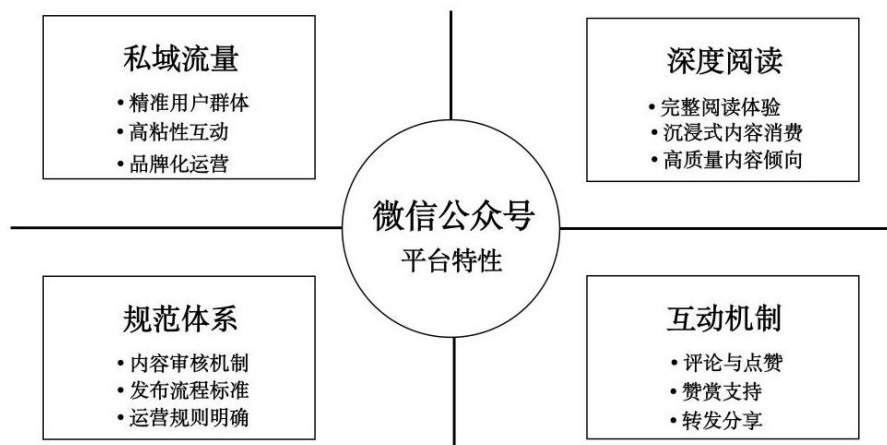 私域流量
• 精准用户群体
• 高粘性互动
• 品牌化运营
深度阅读
• 完整阅读体验
• 沉浸式内容消费
• 高质量内容倾向
微信公众号
平台特性
规范体系
• 内容审核机制
• 发布流程标准
• 运营规则明确
互动机制
• 评论与点赞
• 赞赏支持
• 转发分享